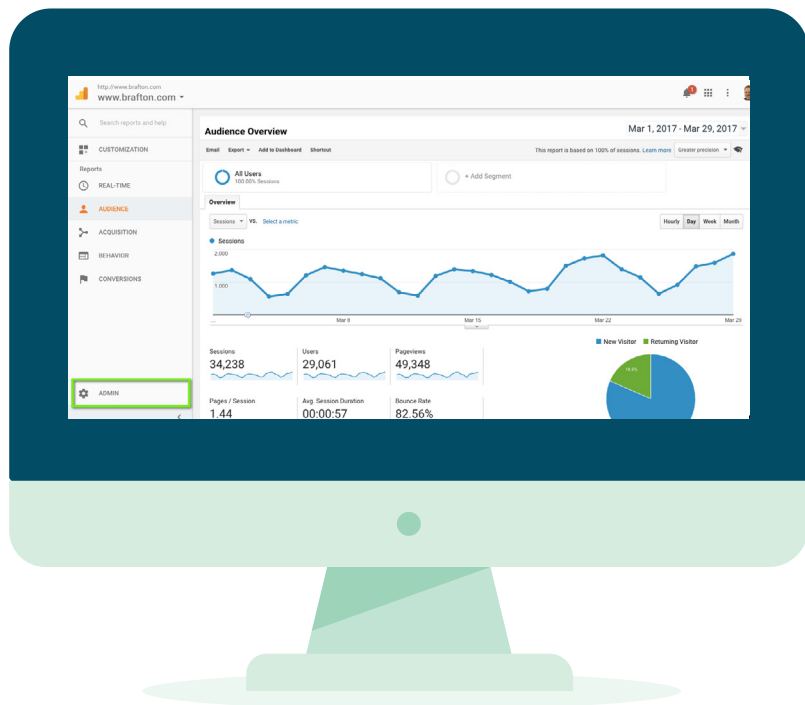 http://www.brafton.com
www.brafton.com
1
Search reports and help
CUSTOMIZATION
Reports
REAL-TIME
AUDIENCE
ACQUISITION
BEHAVIOR
CONVERSIONS
ADMIN
Audience Overview
Mar 1, 2017 - Mar 29, 2017
Email Export Add to Dashboard Shortcut
This report is based on 100% of sessions. Learn more Greater precision
All Users
100.00% Sessions
+ Add Segment
Overview
Sessions VS. Select a metric
Hourly Day Week Month
Sessions
2,000
1,000
... Mar 8 Mar 15 Mar 22 Mar 29
New Visitor Returning Visitor
Sessions Users Pageviews
34,238 29,061 49,348
Pages / Session Avg. Session Duration Bounce Rate
1.44 00:00:57 82.56%